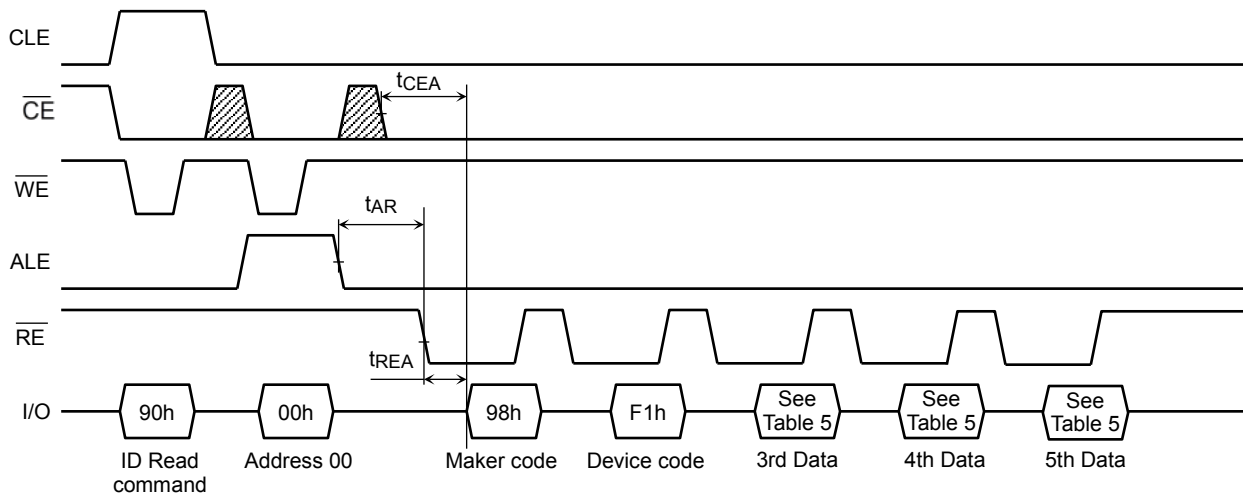 CLE
tCEA
CE
WE
tAR
ALE
RE
tREA
I/O
90h
00h
98h
F1h
See
Table 5
See
Table 5
See
Table 5
ID Read
command
Address 00
Maker code
Device code
3rd Data
4th Data
5th Data